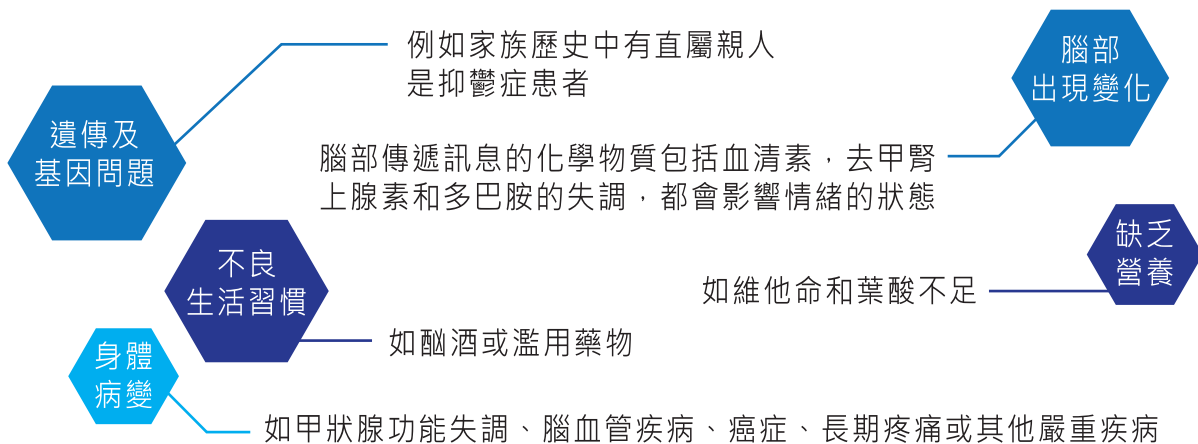 遺傳及
基因問題
例如家族歷史中有直屬親人
是抑鬱症患者
腦部
出現變化
腦部傳遞訊息的化學物質包括血清素，去甲腎
上腺素和多巴胺的失調，都會影響情緒的狀態
不良
生活習慣
如酗酒或濫用藥物
缺乏
營養
如維他命和葉酸不足
身體
病變
如甲狀腺功能失調、腦血管疾病、癌症、長期疼痛或其他嚴重疾病